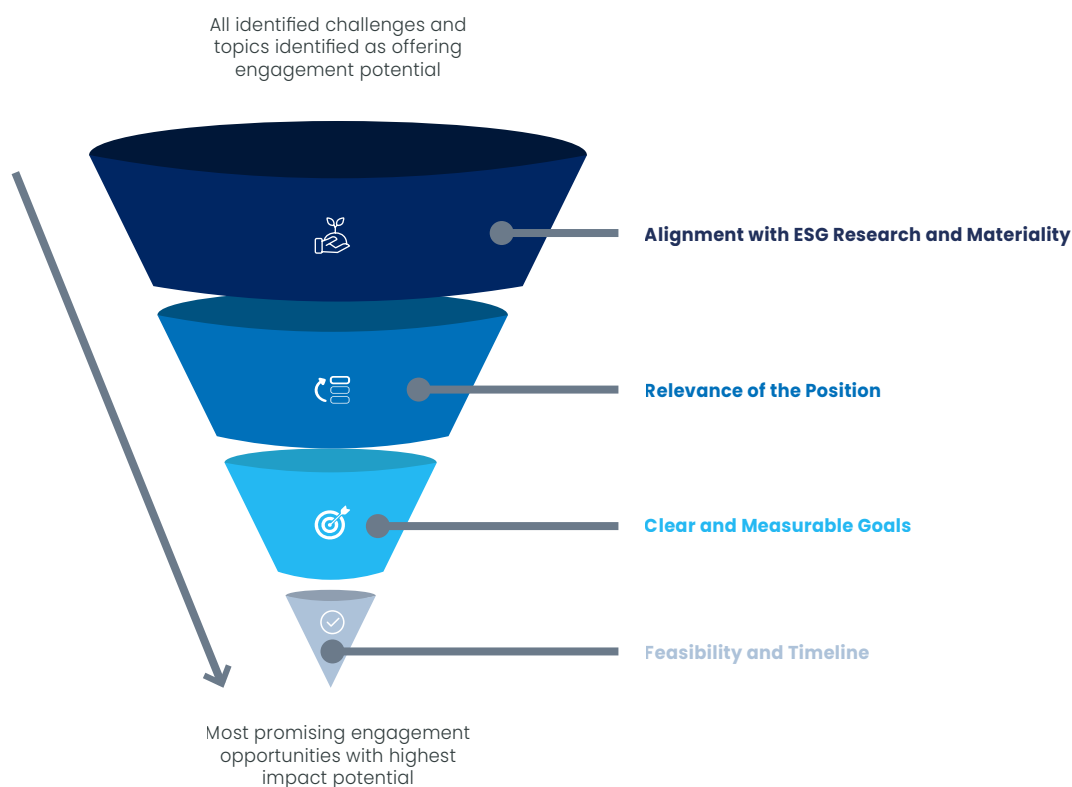 All identified challenges and
topics identified as offering
engagement potential
Alignment with ESG Research and Materiality
Relevance of the Position
Clear and Measurable Goals
Feasibility and Timeline
Most promising engagement
opportunities with highest
impact potential